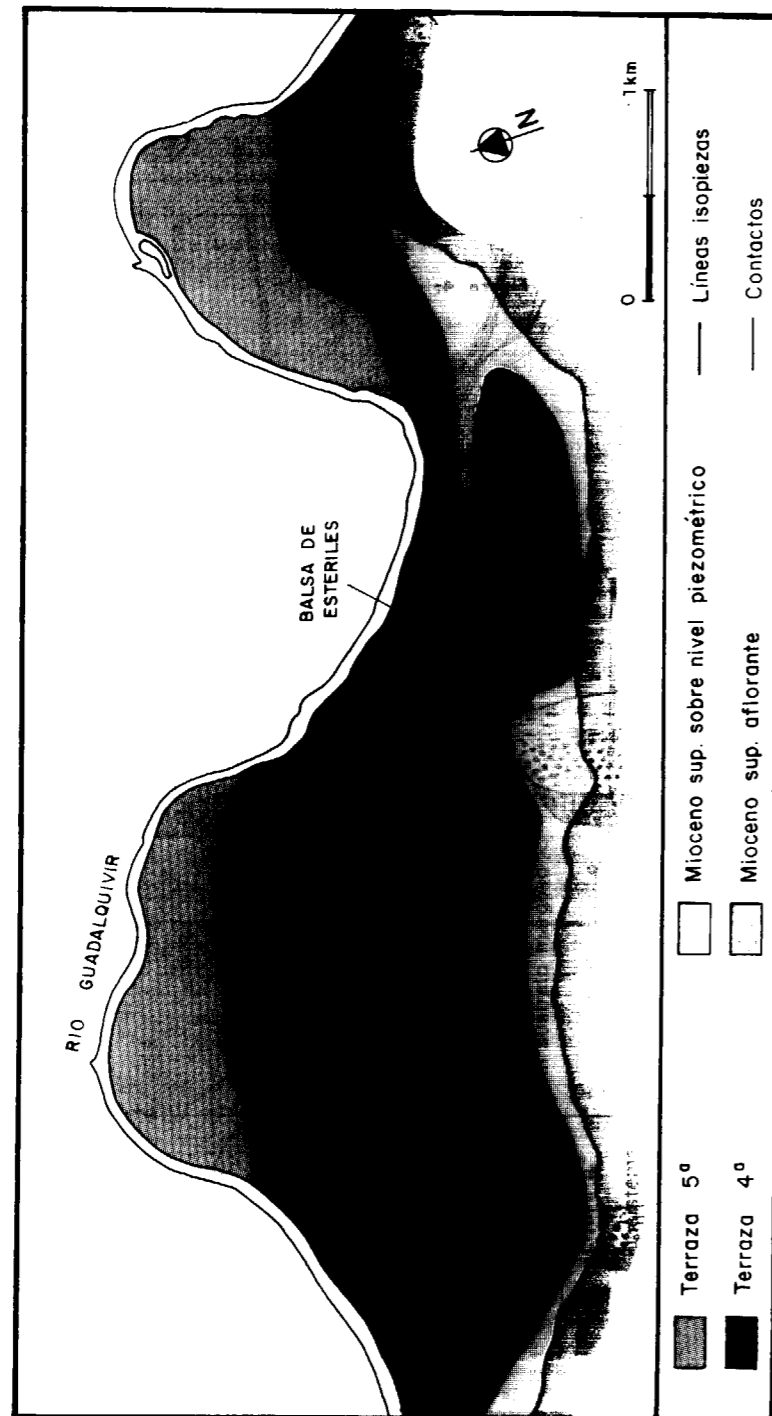 RIO GUADALQUIVIR
BALSA DE
ESTERILES
N
0
1km
Terraza 5ª
Terraza 4ª
Mioceno sup. sobre nivel piezométrico
Mioceno sup. aflorante
Líneas isopiezas
Contactos